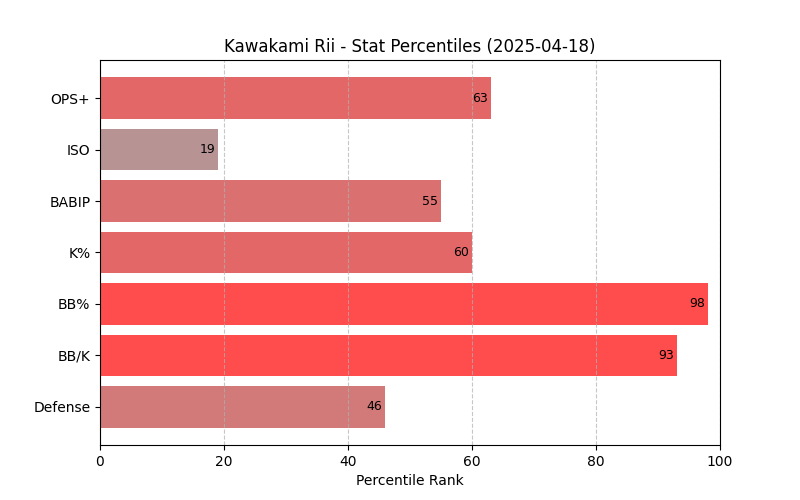 Kawakami Rii - Stat Percentiles (2025-04-18)
OPS+ 63
ISO 19
BABIP 55
K% 60
BB% 98
BB/K 93
Defense 46
0 20 40 60 80 100
Percentile Rank